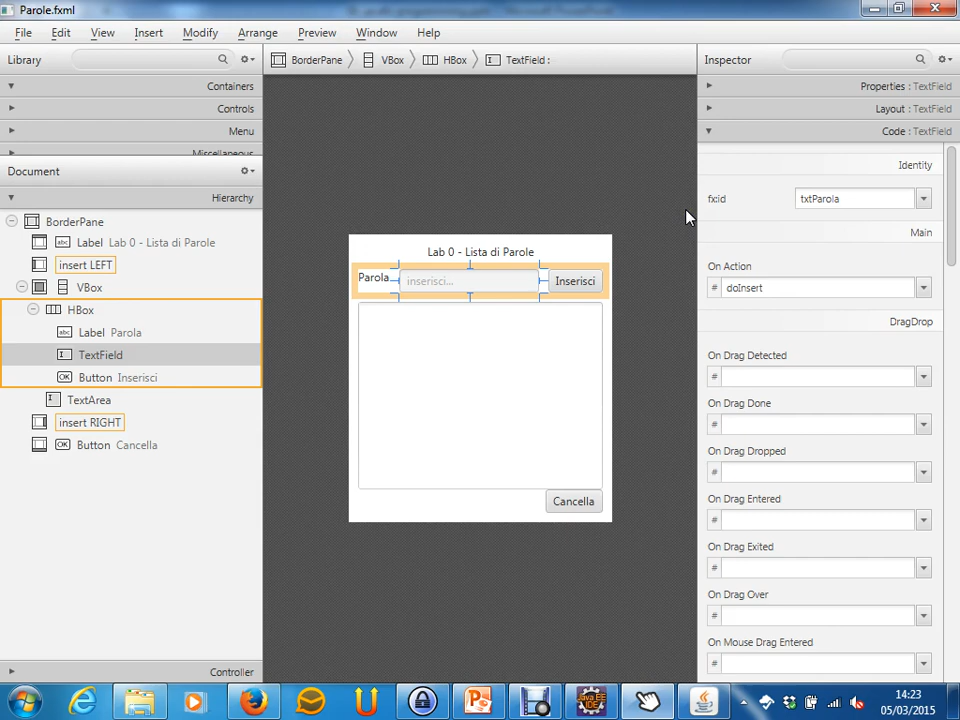 Parole.fxml
File Edit View Insert Modify Arrange Preview Window Help
Library
BorderPane VBox HBox TextField :
Inspector
Containers
Controls
Menu
Miscellaneous
Document
Hierarchy
BorderPane
Label Lab 0 - Lista di Parole
insert LEFT
VBox
HBox
Label Parola
TextField
Button Inserisci
TextArea
insert RIGHT
Button Cancella
Controller
Lab 0 - Lista di Parole
Parola inserisci... Inserisci
Cancella
Properties : TextField
Layout : TextField
Code : TextField
Identity
fx:id txtParola
Main
On Action
# doInsert
DragDrop
On Drag Detected
#
On Drag Done
#
On Drag Dropped
#
On Drag Entered
#
On Drag Exited
#
On Drag Over
#
On Mouse Drag Entered
#
Java EE
IDE
14:23
05/03/2015